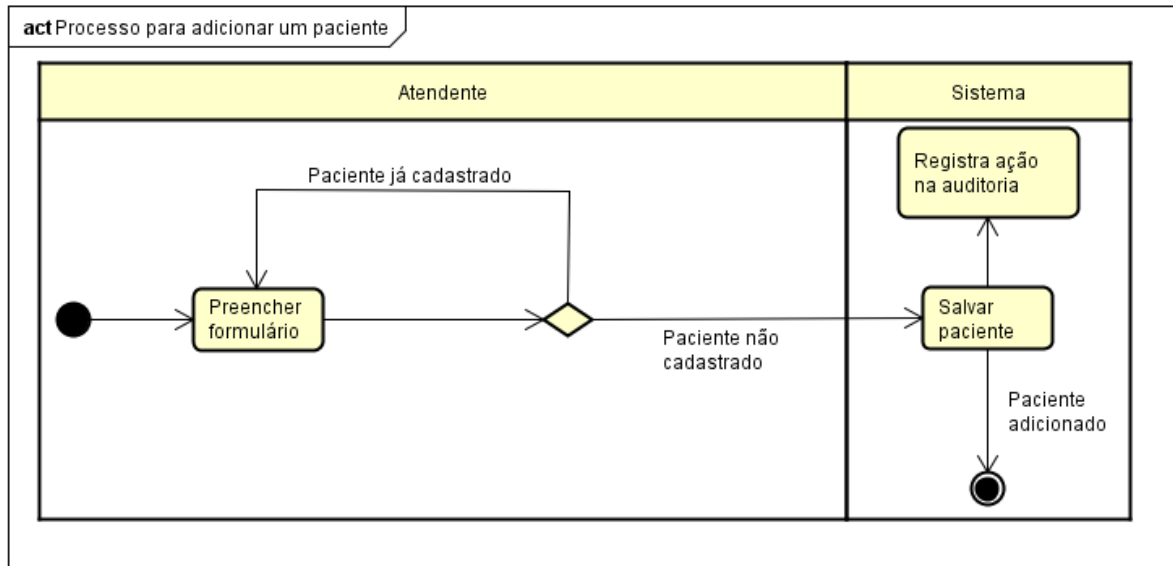 act Processo para adicionar um paciente
Atendente
Sistema
Paciente já cadastrado
Registra ação
na auditoria
Preencher
formulário
Paciente não
cadastrado
Salvar
paciente
Paciente
adicionado